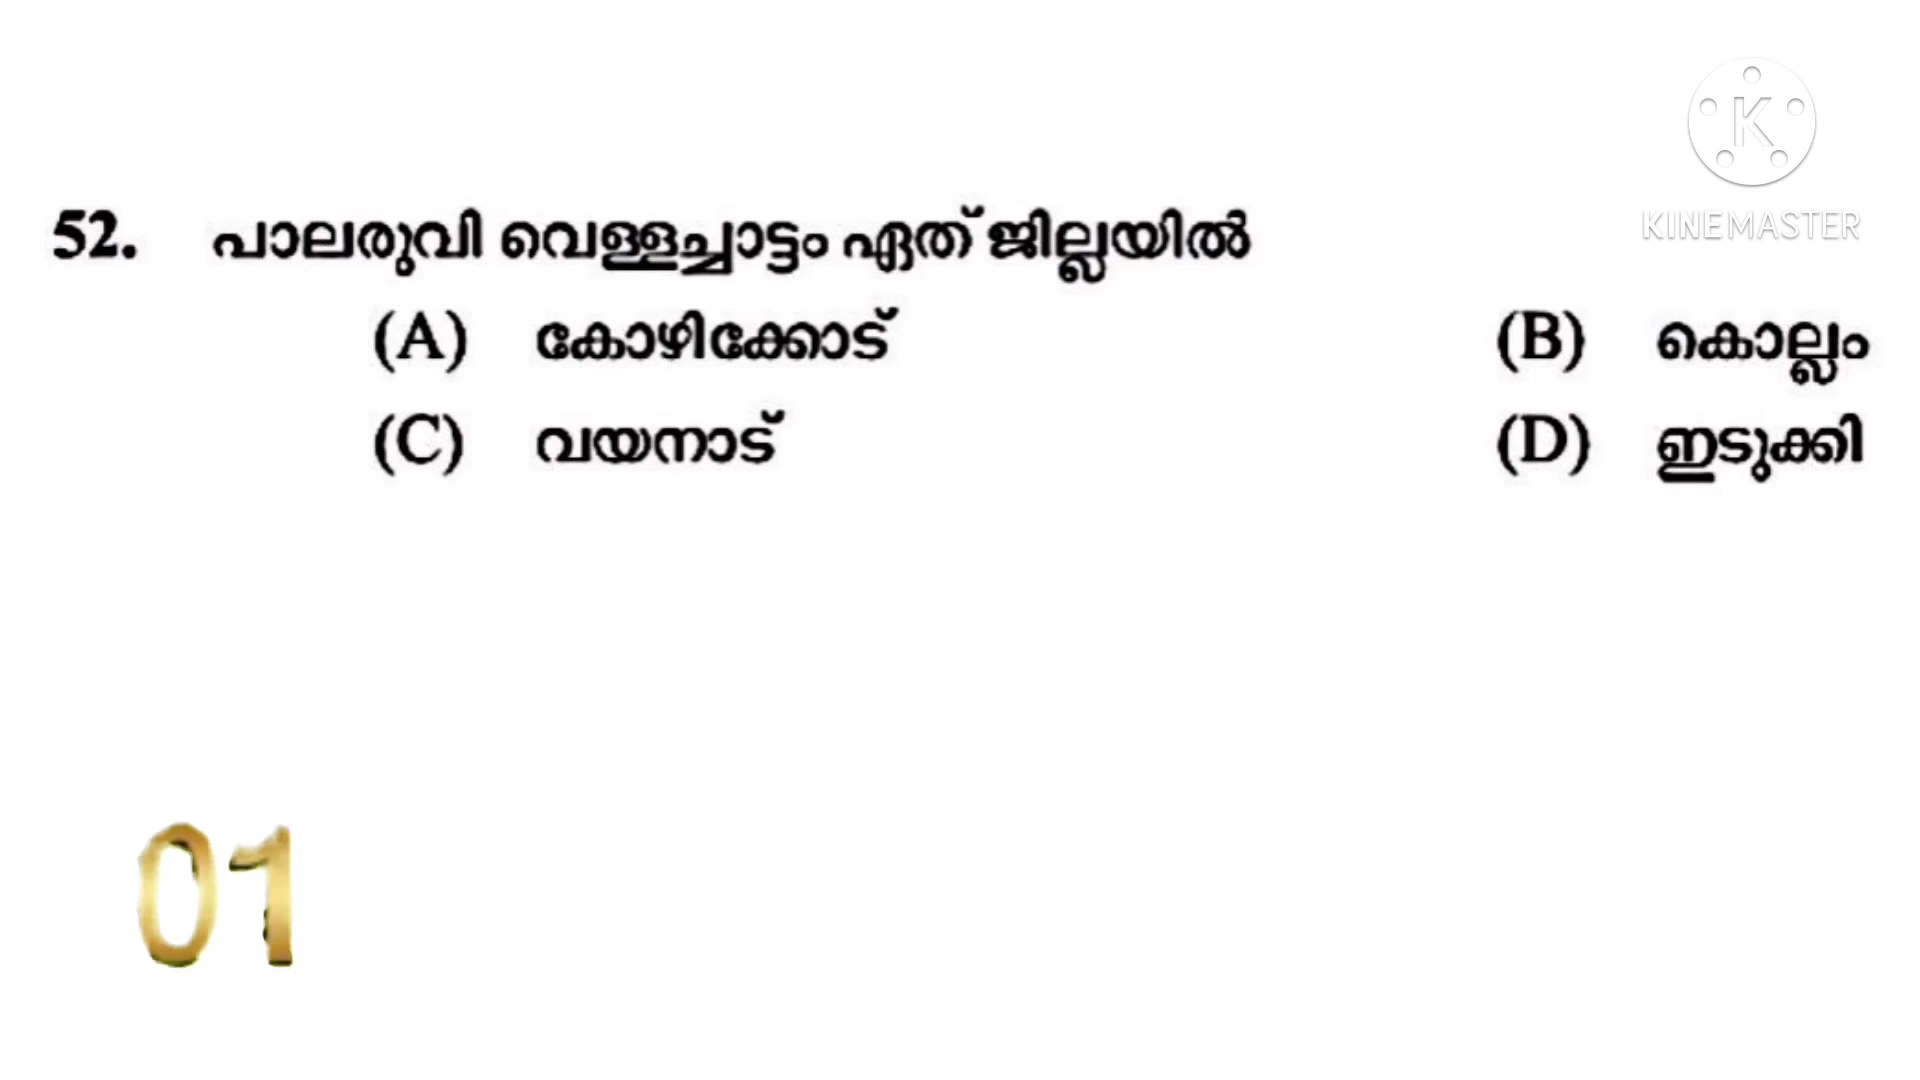 KINEMASTER
52. പാലരുവി വെള്ളച്ചാട്ടം ഏത് ജില്ലയിൽ
(A) കോഴിക്കോട് (B) കൊല്ലം
(C) വയനാട് (D) ഇടുക്കി
01